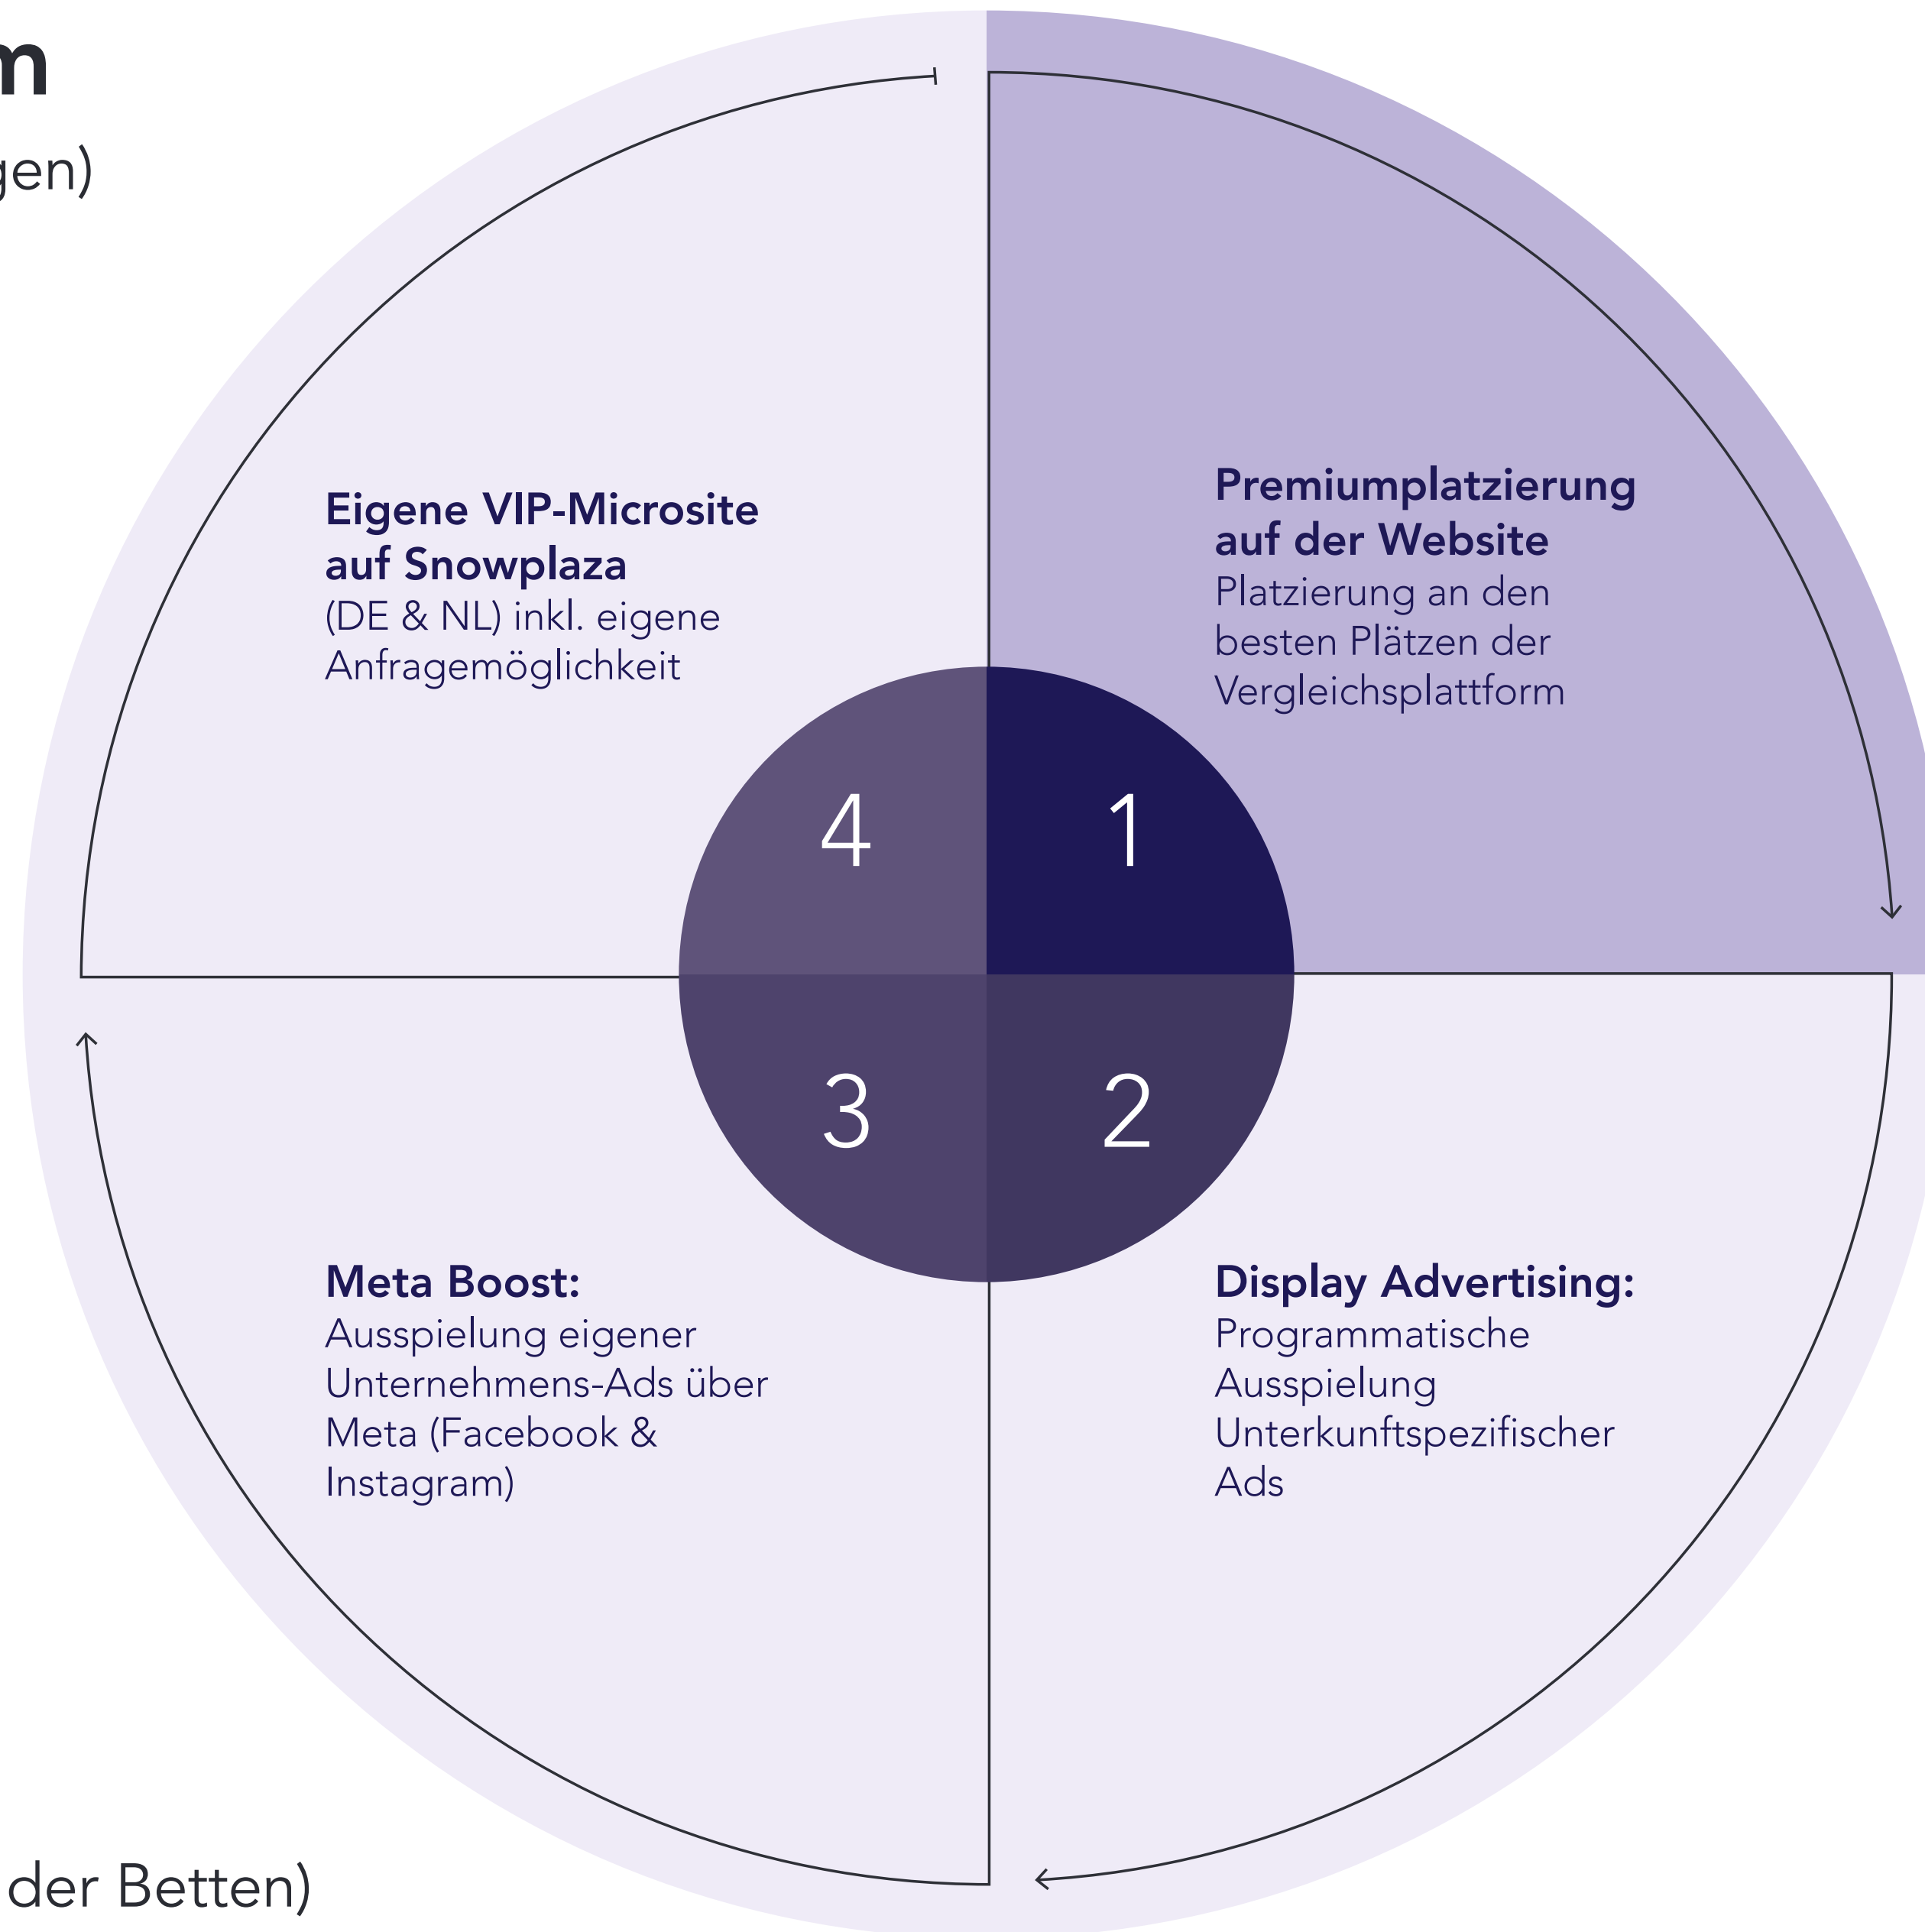 Eigene VIP-Microsite
auf Snowplaza
(DE & NL) inkl. eigene
Anfragemöglichkeit
Premiumplatzierung
auf der Website
Platzierung an den
besten Plätzen der
Vergleichsplattform
4
1
3
2
Meta Boost:
Ausspielung eigener
Unternehmens-Ads über
Meta (Facebook &
Instagram)
Display Advertising:
Programmatische
Ausspielung
Unterkunftspezifischer
Ads
der Betten)